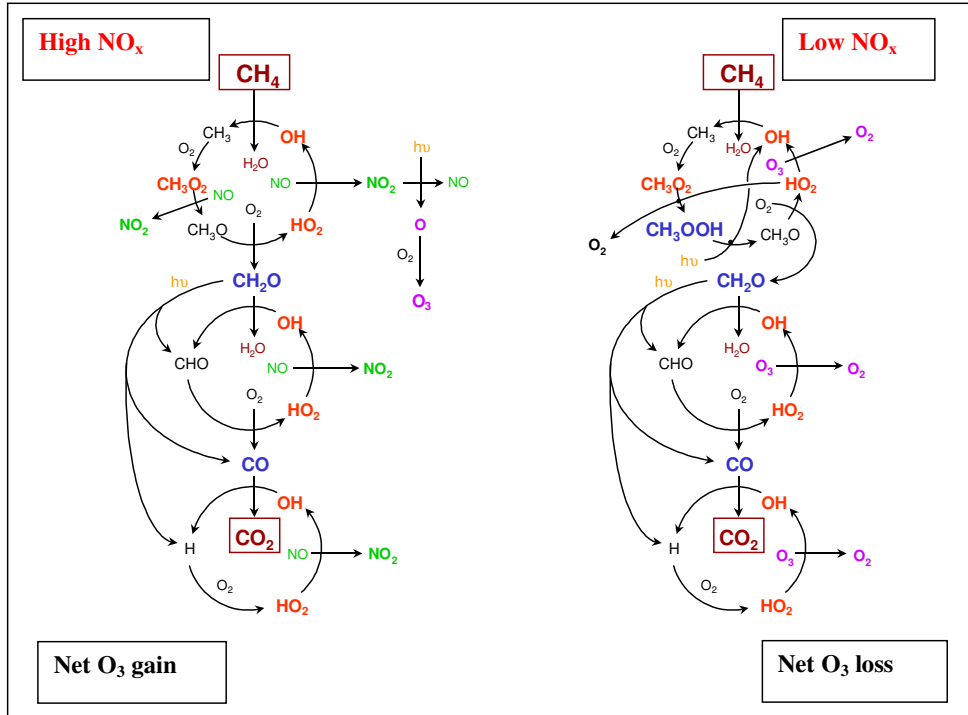 High NOₓ
Low NOₓ
CH₄
CH₄
CH₃
OH
CH₃
OH
O₂
O₂
O₂
H₂O
hυ
H₂O
O₃
CH₃O₂
NO
NO
NO₂
NO
CH₃O₂
HO₂
NO₂
O₂
CH₃O
HO₂
O
O₂
CH₃OOH
CH₃O
O₂
O₂
hυ
hυ
CH₂O
O₃
hυ
CH₂O
OH
OH
H₂O
H₂O
CHO
NO
NO₂
CHO
O₃
O₂
O₂
HO₂
O₂
HO₂
CO
CO
OH
OH
H
CO₂
NO
NO₂
H
CO₂
O₃
O₂
O₂
HO₂
O₂
HO₂
Net O₃ gain
Net O₃ loss